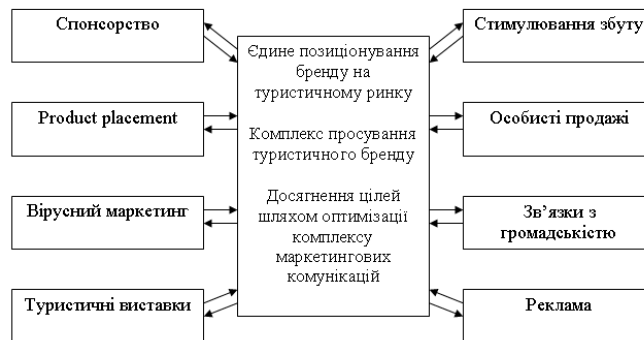 Спонсорство
Product placement
Вірусний маркетинг
Туристичні виставки
Єдине позиціонування
бренду на
туристичному ринку
Комплекс просування
туристичного бренду
Досягнення цілей
шляхом оптимізації
комплексу
маркетингових
комунікацій
Стимулювання збуту
Особисті продажі
Зв’язки з
громадськістю
Реклама